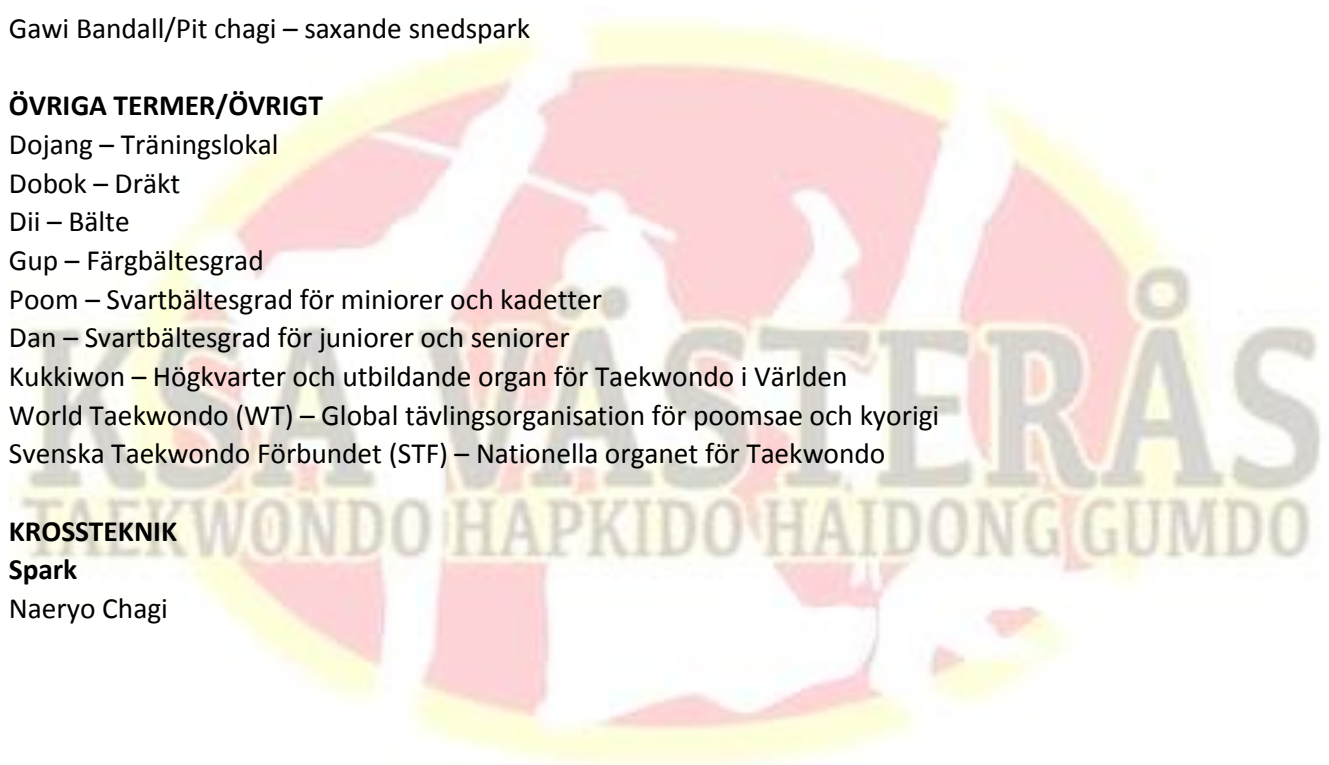 Gawi Bandall/Pit chagi – saxande snedspark
ÖVRIGA TERMER/ÖVRIGT
Dojang – Träningslokal
Dobok – Dräkt
Dii – Bälte
Gup – Färgbältesgrad
Poom – Svartbältesgrad för miniorer och kadetter
Dan – Svartbältesgrad för juniorer och seniorer
Kukkiwon – Högkvarter och utbildande organ för Taekwondo i Världen
World Taekwondo (WT) – Global tävlingsorganisation för poomsae och kyorigi
Svenska Taekwondo Förbundet (STF) – Nationella organet för Taekwondo
KROSSTEKNIK
Spark
Naeryo Chagi
KSA VÄSTERÅS
TAEKWONDO HAPKIDO HAIDONG GUMDO